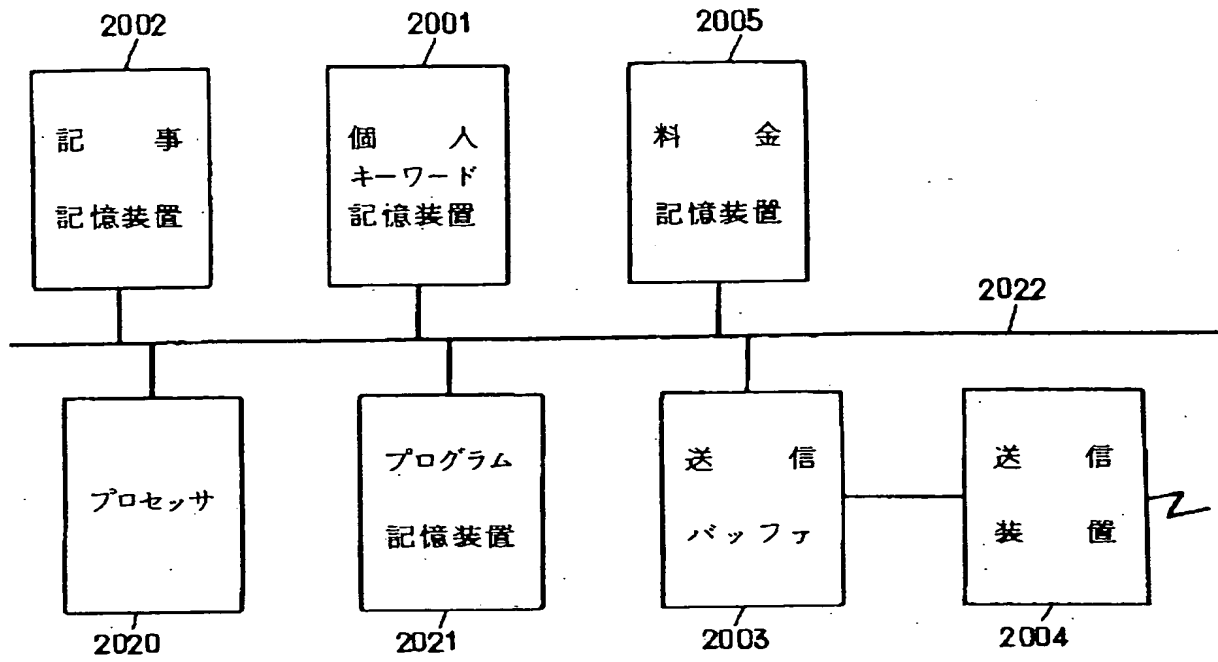 2002
2001
2005
記事
記憶装置
個人
キーワード
記憶装置
料金
記憶装置
2022
プロセッサ
プログラム
記憶装置
送信
バッファ
送信
装置
2020
2021
2003
2004